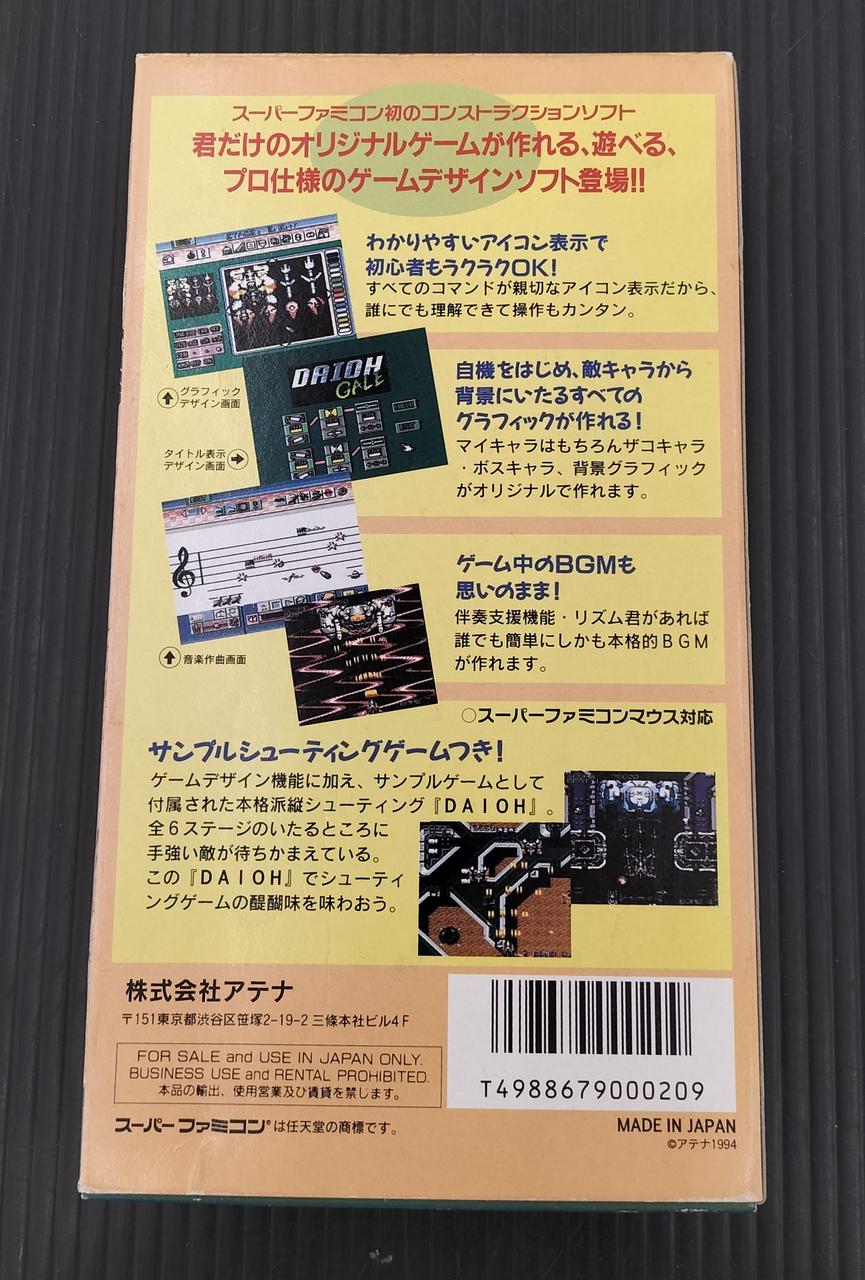 スーパーファミコン初のコンストラクションソフト
君だけのオリジナルゲームが作れる、遊べる、
プロ仕様のゲームデザインソフト登場!!
わかりやすいアイコン表示で
初心者もラクラクOK!
すべてのコマンドが親切なアイコン表示だから、
誰にでも理解できて操作もカンタン。
グラフィック
デザイン画面
DAIOH
GALE
タイトル表示
デザイン画面
自機をはじめ、敵キャラから
背景にいたるすべての
グラフィックが作れる!
マイキャラはもちろんザコキャラ
・ボスキャラ、背景グラフィック
がオリジナルで作れます。
ゲーム中のBGMも
思いのまま!
伴奏支援機能・リズム君があれば
誰でも簡単にしかも本格的BGM
が作れます。
音楽作曲画面
○スーパーファミコンマウス対応
サンプルシューティングゲームつき!
ゲームデザイン機能に加え、サンプルゲームとして
付属された本格派縦シューティング『DAIOH』。
全6ステージのいたるところに
手強い敵が待ちかまえている。
この『DAIOH』でシューティ
ングゲームの醍醐味を味わおう。
株式会社アテナ
〒151東京都渋谷区笹塚2-19-2 三條本社ビル4F
FOR SALE and USE IN JAPAN ONLY.
BUSINESS USE and RENTAL PROHIBITED.
本品の輸出、使用営業及び賃貸を禁じます。
T4988679000209
スーパーファミコン®は任天堂の商標です。
MADE IN JAPAN
©アテナ1994